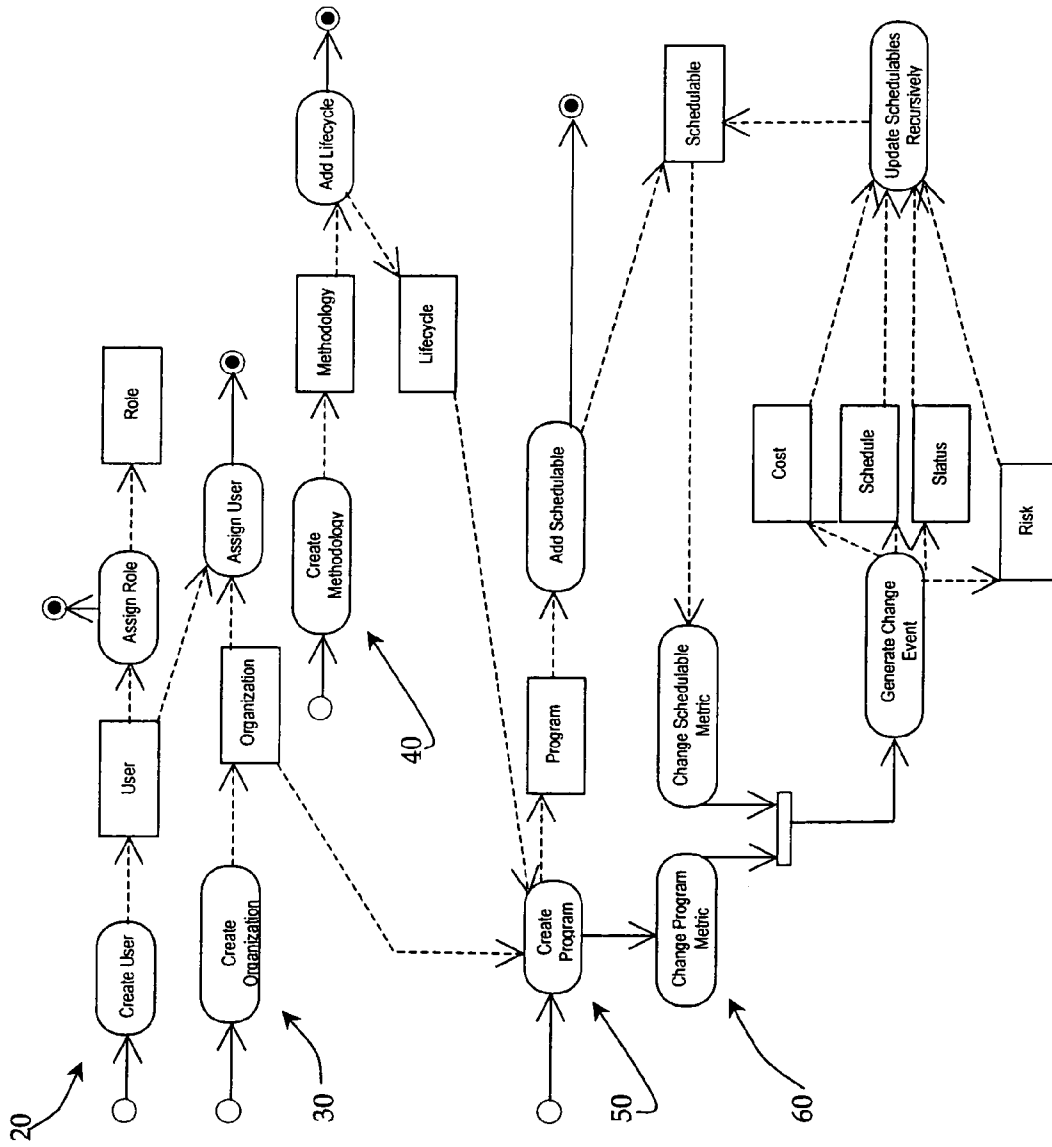 20
Create User
User
Assign Role
Role
30
Create
Organization
Organization
Assign User
40
Create
Methodology
Methodology
Add Lifecycle
Lifecycle
50
Create
Program
Program
Add Schedulable
Schedulable
60
Change Program
Metric
Change Schedulable
Metric
Generate Change
Event
Cost
Schedule
Status
Risk
Update Schedulables
Recursively